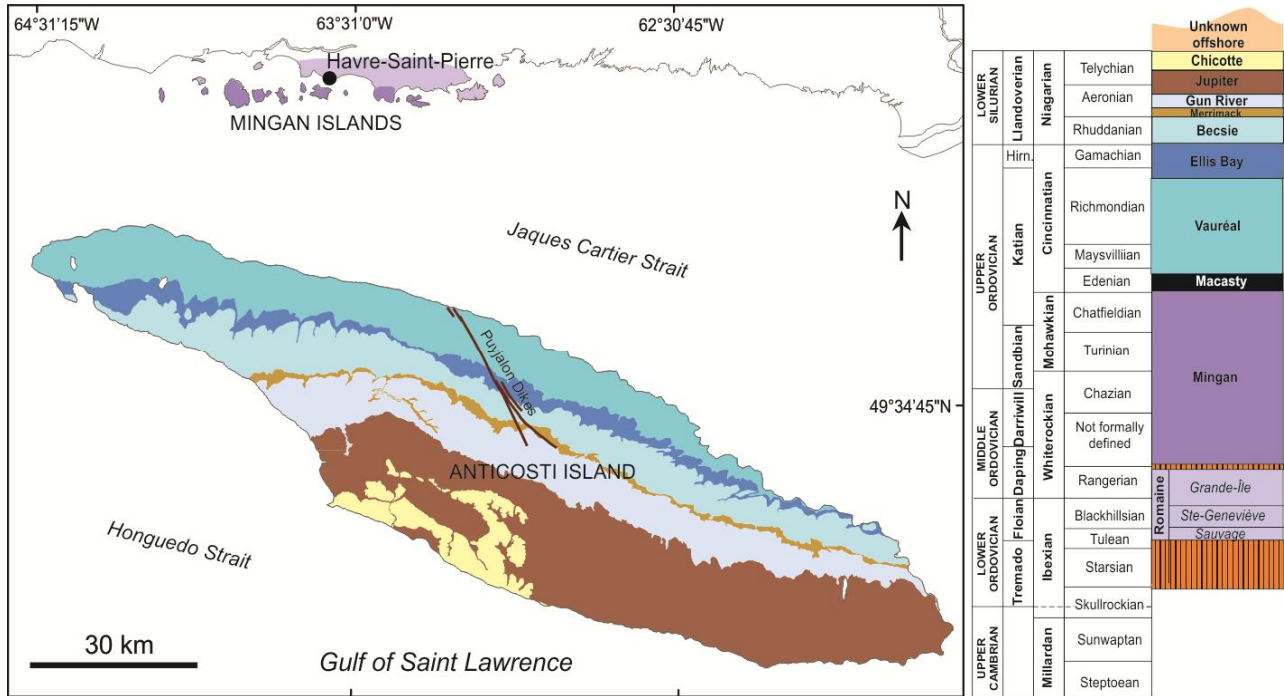 64°31'15"W
63°31'0"W
62°30'45"W
Havre-Saint-Pierre
MINGAN ISLANDS
N
Jaques Cartier Strait
Puyjalon Dikes
49°34'45"N
ANTICOSTI ISLAND
Honguedo Strait
30 km
Gulf of Saint Lawrence
LOWER
SILURIAN
UPPER
ORDOVICIAN
MIDDLE
ORDOVICIAN
LOWER
ORDOVICIAN
UPPER
CAMBRIAN
Llandoverian
Hirn.
Katian
Sandbian
Darriwill
Daping
Floian
Tremado
Niagarian
Cincinnatian
Mchawkian
Whiterockian
Ibexian
Millardan
Telychian
Aeronian
Rhuddanian
Gamachian
Richmondian
Maysvilliian
Edenian
Chatfieldian
Turinian
Chazian
Not formally
defined
Rangerian
Blackhillsian
Tulean
Starsian
Skullrockian
Sunwaptan
Steptoean
Unknown
offshore
Chicotte
Jupiter
Gun River
Merrimack
Becsie
Ellis Bay
Vauréal
Macasty
Mingan
Romaine
Grande-Île
Ste-Geneviève
Sauvage